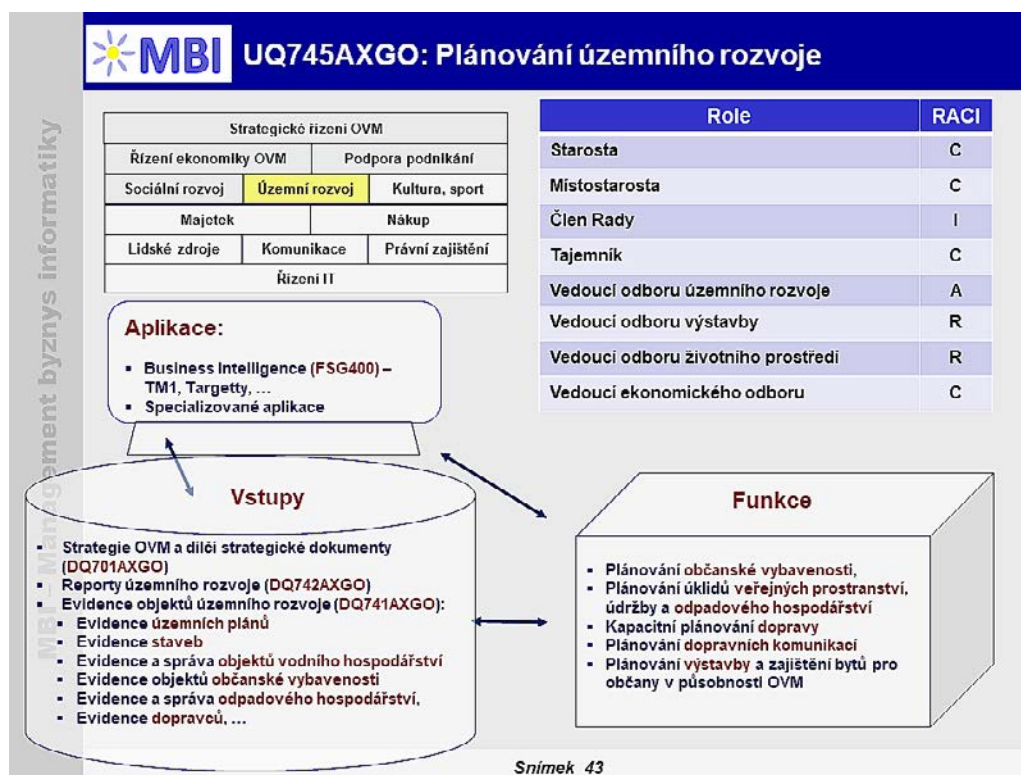 MBI
UQ745AXGO: Plánování územního rozvoje
MBI – Management byznys informatiky
Strategické řízení OVM
Řízení ekonomiky OVM
Podpora podnikání
Sociální rozvoj
Územní rozvoj
Kultura, sport
Majetek
Nákup
Lidské zdroje
Komunikace
Právní zajištění
Řízení IT
Role RACI
Starosta C
Místostarosta C
Člen Rady I
Tajemník C
Vedoucí odboru územního rozvoje A
Vedoucí odboru výstavby R
Vedoucí odboru životního prostředí R
Vedoucí ekonomického odboru C
Aplikace:
▪ Business Intelligence (FSG400) –
TM1, Targetty, ...
▪ Specializované aplikace
Vstupy
▪ Strategie OVM a dílčí strategické dokumenty
(DQ701AXGO)
▪ Reporty územního rozvoje (DQ742AXGO)
▪ Evidence objektů územního rozvoje (DQ741AXGO):
▪ Evidence územních plánů
▪ Evidence staveb
▪ Evidence a správa objektů vodního hospodářství
▪ Evidence objektů občanské vybavenosti
▪ Evidence a správa odpadového hospodářství,
▪ Evidence dopravců, ...
Funkce
▪ Plánování občanské vybavenosti,
▪ Plánování úklidů veřejných prostranství,
údržby a odpadového hospodářství
▪ Kapacitní plánování dopravy
▪ Plánování dopravních komunikací
▪ Plánování výstavby a zajištění bytů pro
občany v působnosti OVM
Snímek 43